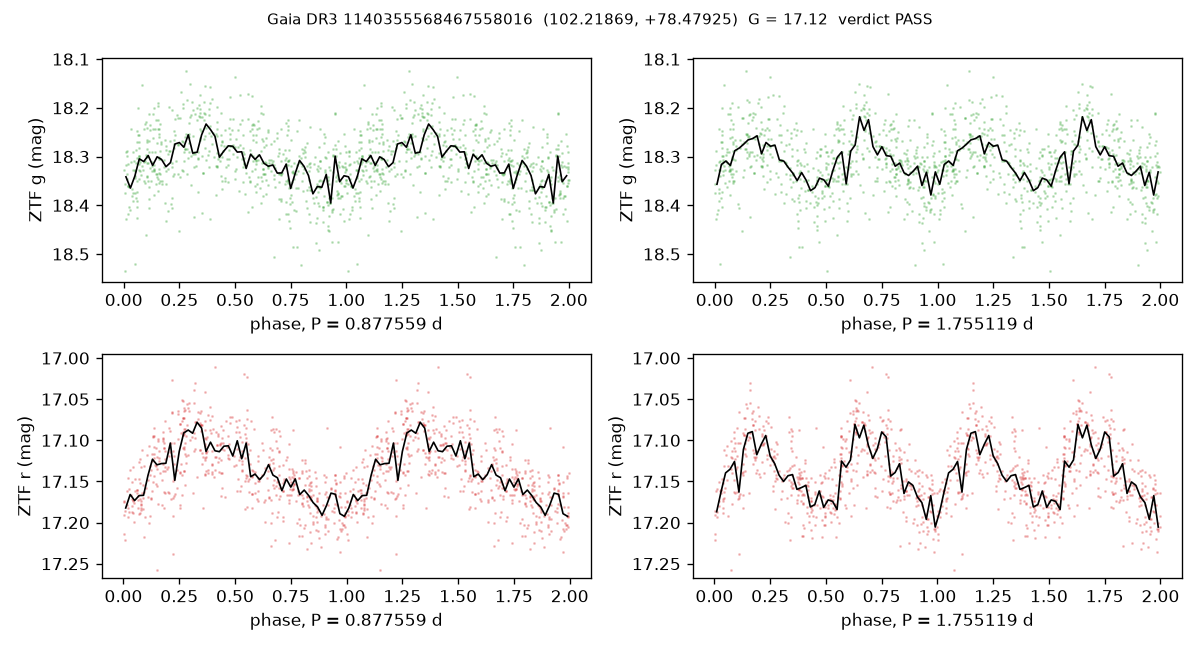 Gaia DR3 1140355568467558016 (102.21869, +78.47925) G = 17.12 verdict PASS
18.1
18.2
18.3
18.4
18.5
ZTF g (mag)
0.00 0.25 0.50 0.75 1.00 1.25 1.50 1.75 2.00
phase, P = 0.877559 d
18.1
18.2
18.3
18.4
18.5
ZTF g (mag)
0.00 0.25 0.50 0.75 1.00 1.25 1.50 1.75 2.00
phase, P = 1.755119 d
17.00
17.05
17.10
17.15
17.20
17.25
ZTF r (mag)
0.00 0.25 0.50 0.75 1.00 1.25 1.50 1.75 2.00
phase, P = 0.877559 d
17.00
17.05
17.10
17.15
17.20
17.25
ZTF r (mag)
0.00 0.25 0.50 0.75 1.00 1.25 1.50 1.75 2.00
phase, P = 1.755119 d